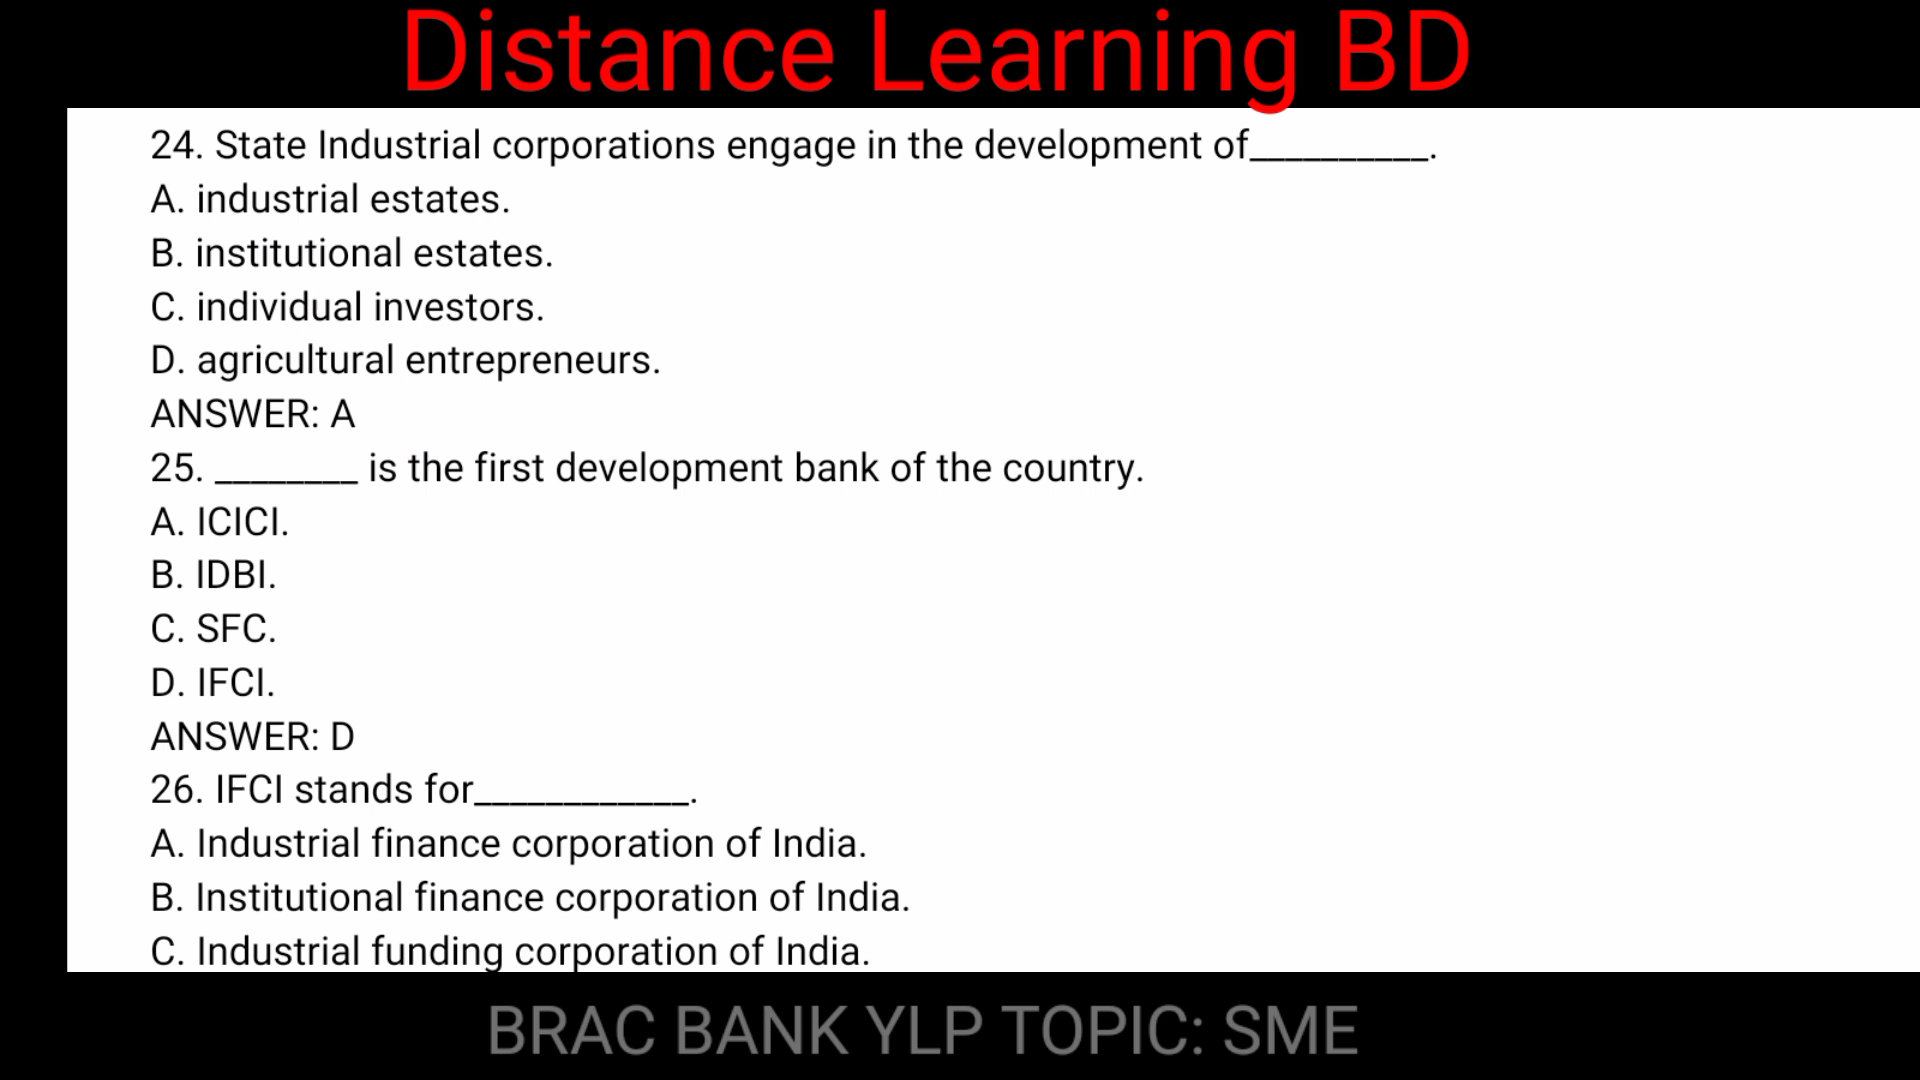 Distance Learning BD
24. State Industrial corporations engage in the development of__________.
A. industrial estates.
B. institutional estates.
C. individual investors.
D. agricultural entrepreneurs.
ANSWER: A
25. ________ is the first development bank of the country.
A. ICICI.
B. IDBI.
C. SFC.
D. IFCI.
ANSWER: D
26. IFCI stands for____________.
A. Industrial finance corporation of India.
B. Institutional finance corporation of India.
C. Industrial funding corporation of India.
BRAC BANK YLP TOPIC: SME